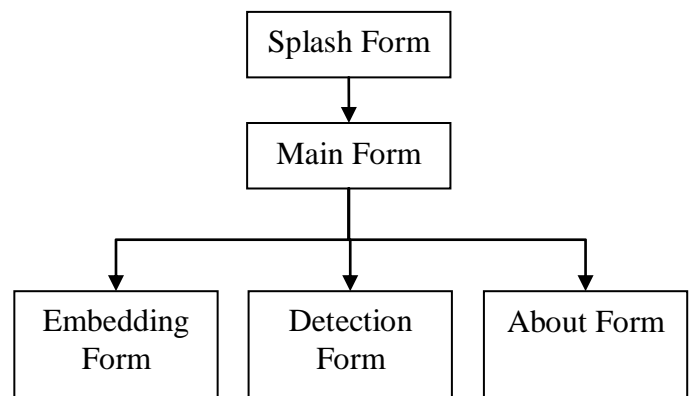 Splash Form
Main Form
Embedding
Form
Detection
Form
About Form